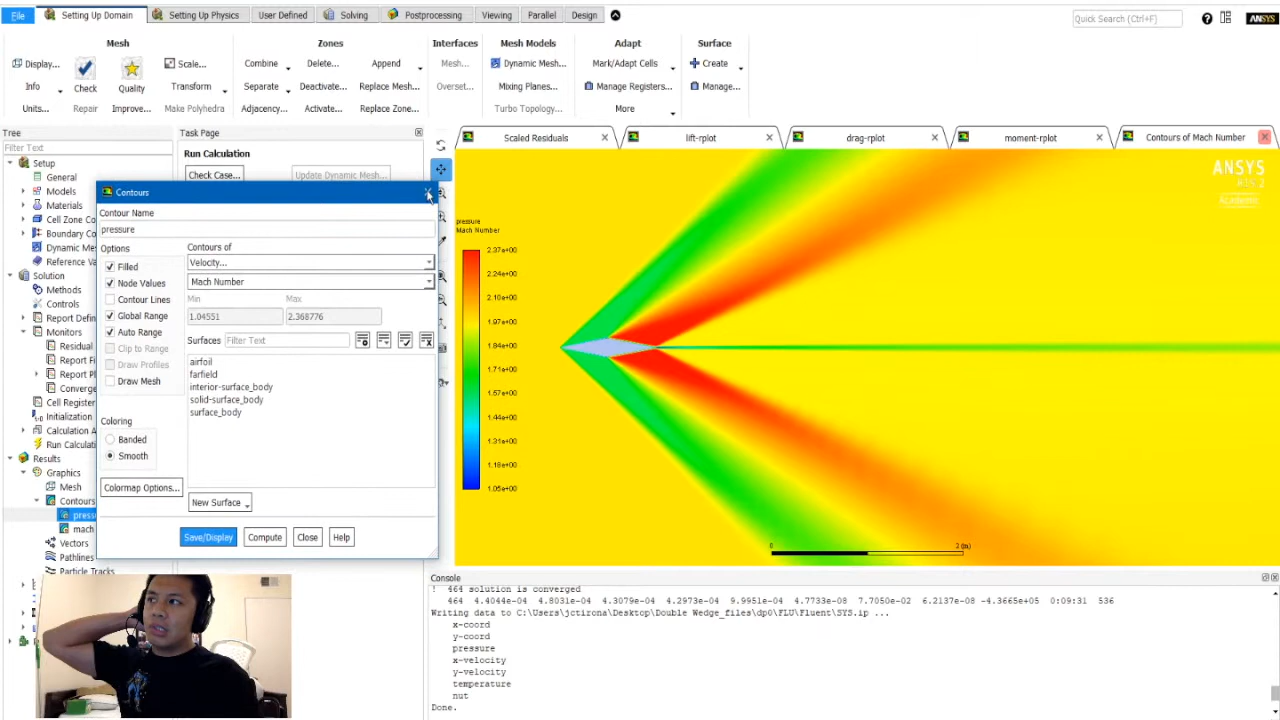 File
Setting Up Domain
Setting Up Physics
User Defined
Solving
Postprocessing
Viewing
Parallel
Design
Quick Search (Ctrl+F)
ANSYS
Mesh
Zones
Interfaces
Mesh Models
Adapt
Surface
Display...
Scale...
Combine
Delete...
Append
Mesh...
Dynamic Mesh...
Mark/Adapt Cells
Create
Info
Check
Quality
Transform
Separate
Deactivate...
Replace Mesh...
Overset...
Mixing Planes...
Manage Registers...
Manage...
Units...
Repair
Improve...
Make Polyhedra
Adjacency...
Activate...
Replace Zone...
Turbo Topology...
More
Tree
Filter Text
Setup
General
Models
Materials
Cell Zone Co
Boundary Co
Dynamic Me
Reference Va
Solution
Methods
Controls
Report Defin
Monitors
Residual
Report Fi
Report Pl
Converge
Cell Register
Initialization
Calculation A
Run Calculati
Results
Graphics
Mesh
Contours
press
mach
Vectors
Pathlines
Particle Tracks
Task Page
Run Calculation
Check Case...
Update Dynamic Mesh...
Contours
Contour Name
pressure
Options
Filled
Node Values
Contour Lines
Global Range
Auto Range
Clip to Range
Draw Profiles
Draw Mesh
Coloring
Banded
Smooth
Colormap Options...
Contours of
Velocity...
Mach Number
Min
Max
1.04551
2.368776
Surfaces
Filter Text
airfoil
farfield
interior-surface_body
solid-surface_body
surface_body
New Surface
Save/Display
Compute
Close
Help
Scaled Residuals
lift-rplot
drag-rplot
moment-rplot
Contours of Mach Number
pressure
Mach Number
2.37e+00
2.24e+00
2.10e+00
1.97e+00
1.84e+00
1.71e+00
1.57e+00
1.44e+00
1.31e+00
1.18e+00
1.05e+00
ANSYS
R19.2
Academic
0
2 (m)
Console
! 464 solution is converged
464 4.4044e-04 4.8031e-04 4.3079e-04 4.2973e-04 9.9951e-04 4.7733e-08 7.7050e-02 6.2137e-08 -4.3665e+05 0:09:31 536
Writing data to C:\Users\jctirona\Desktop\Double Wedge_files\dp0\FLU\Fluent\SYS.ip ...
x-coord
y-coord
pressure
x-velocity
y-velocity
temperature
nut
Done.